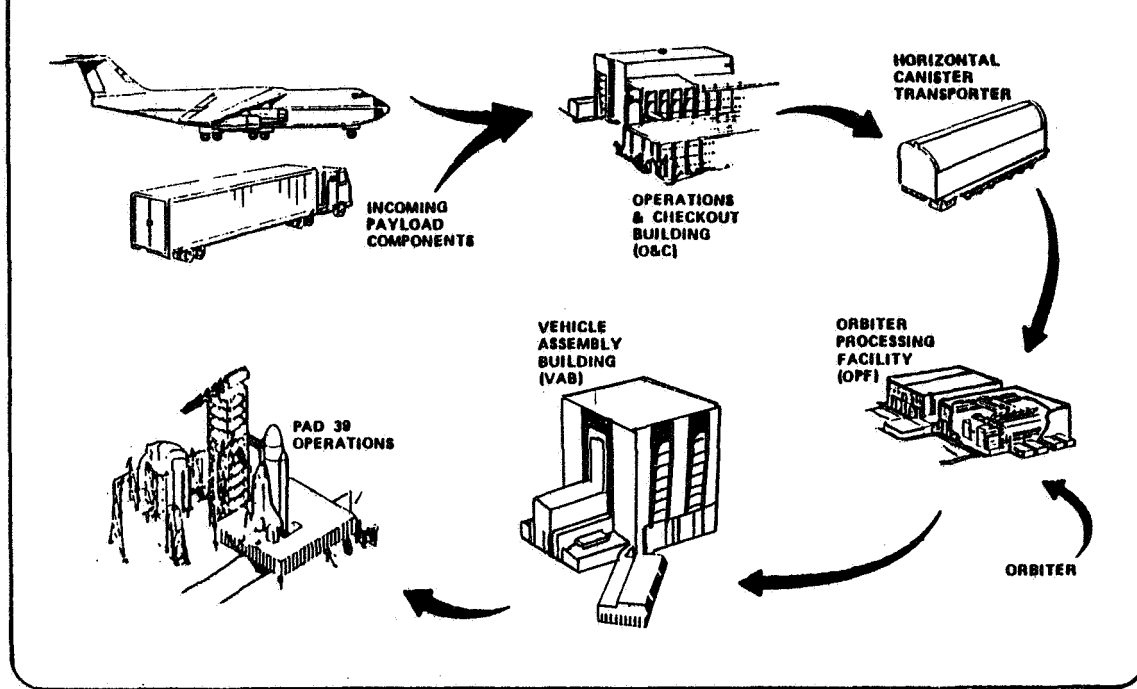 INCOMING
PAYLOAD
COMPONENTS
OPERATIONS
& CHECKOUT
BUILDING
(O&C)
HORIZONTAL
CANISTER
TRANSPORTER
ORBITER
PROCESSING
FACILITY
(OPF)
ORBITER
VEHICLE
ASSEMBLY
BUILDING
(VAB)
PAD 39
OPERATIONS